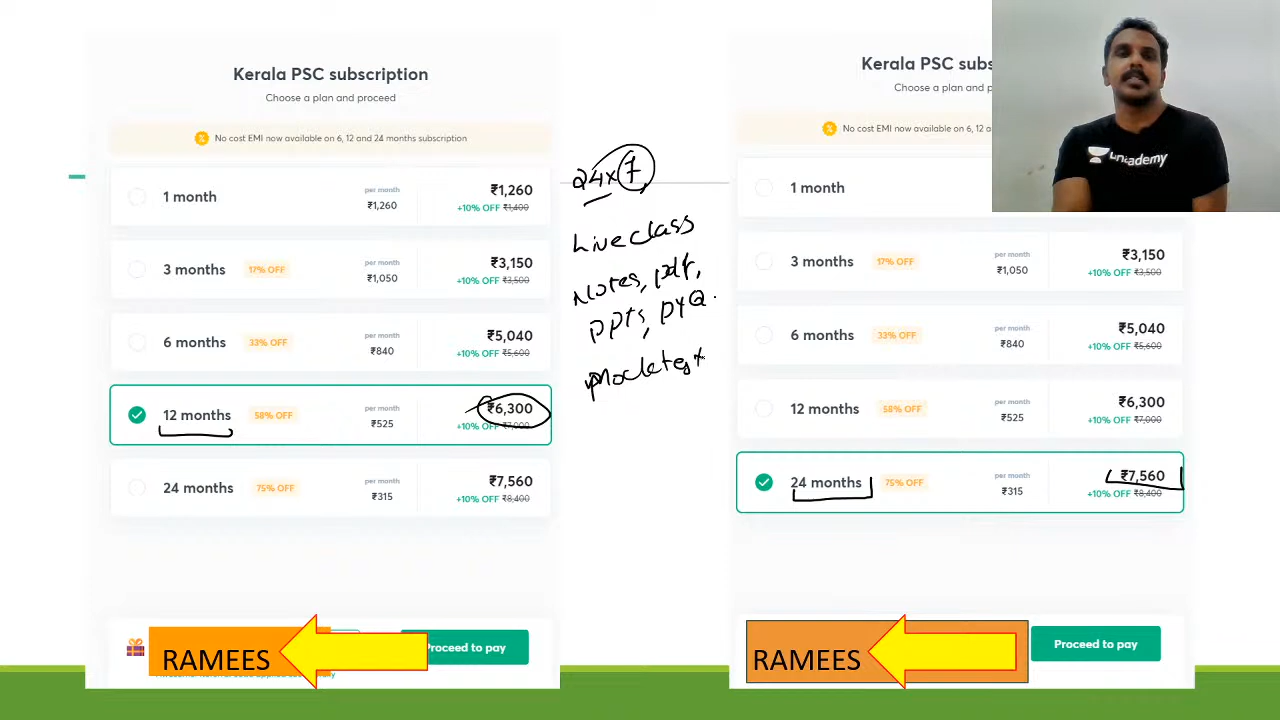 Kerala PSC subscription
Choose a plan and proceed
No cost EMI now available on 6, 12 and 24 months subscription
1 month
per month
₹1,260
₹1,260
+10% OFF ₹1,400
3 months
17% OFF
per month
₹1,050
₹3,150
+10% OFF ₹3,500
6 months
33% OFF
per month
₹840
₹5,040
+10% OFF ₹5,600
12 months
58% OFF
per month
₹525
₹6,300
+10% OFF ₹7,000
24 months
75% OFF
per month
₹315
₹7,560
+10% OFF ₹8,400
RAMEES
Proceed to pay
24x7
Live class
Notes, pdf,
ppts, pyQ.
Mocktest
Kerala PSC subs
Choose a plan and p
No cost EMI now available on 6, 12 a
1 month
3 months
17% OFF
per month
₹1,050
₹3,150
+10% OFF ₹3,500
6 months
33% OFF
per month
₹840
₹5,040
+10% OFF ₹5,600
12 months
58% OFF
per month
₹525
₹6,300
+10% OFF ₹7,000
24 months
75% OFF
per month
₹315
₹7,560
+10% OFF ₹8,400
RAMEES
Proceed to pay
unacademy